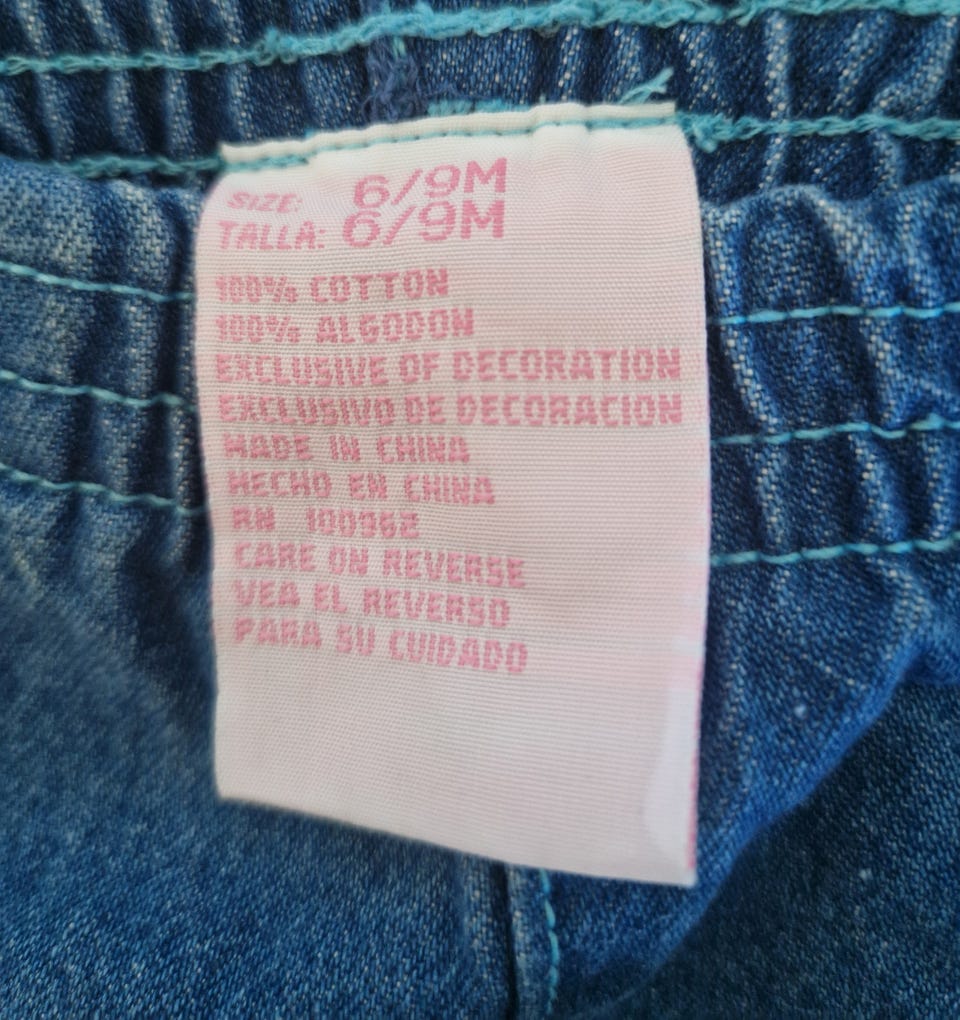 SIZE: 6/9M
TALLA: 6/9M
100% COTTON
100% ALGODON
EXCLUSIVE OF DECORATION
EXCLUSIVO DE DECORACION
MADE IN CHINA
HECHO EN CHINA
RN 100962
CARE ON REVERSE
VEA EL REVERSO
PARA SU CUIDADO